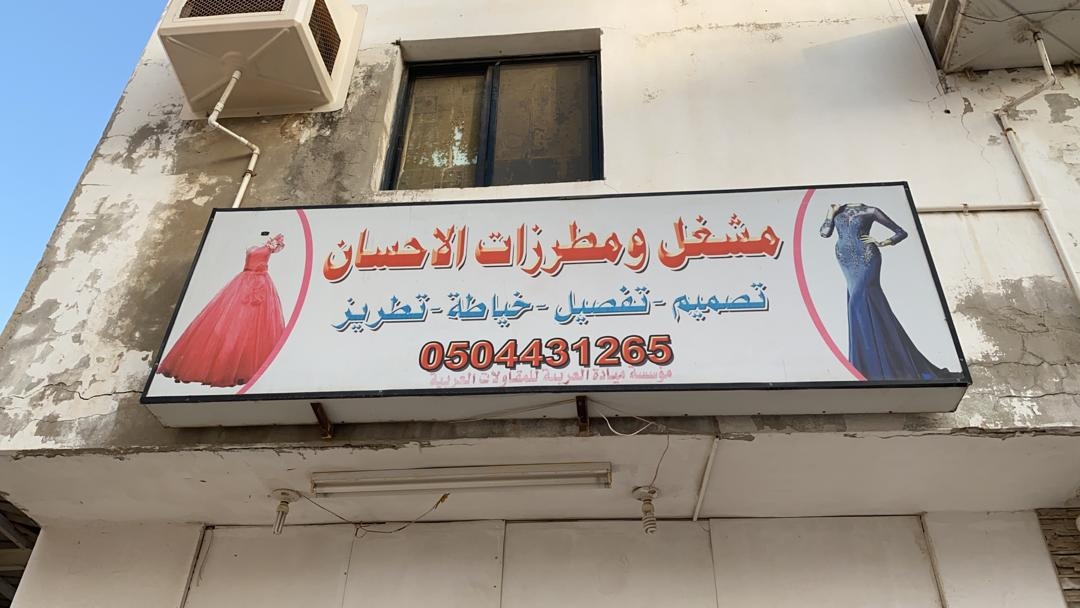 مشغل ومطرزات الاحسان
تصميم - تفصيل - خياطة - تطريز
0504431265
مؤسسة ميادة العربية للمقاولات العربية